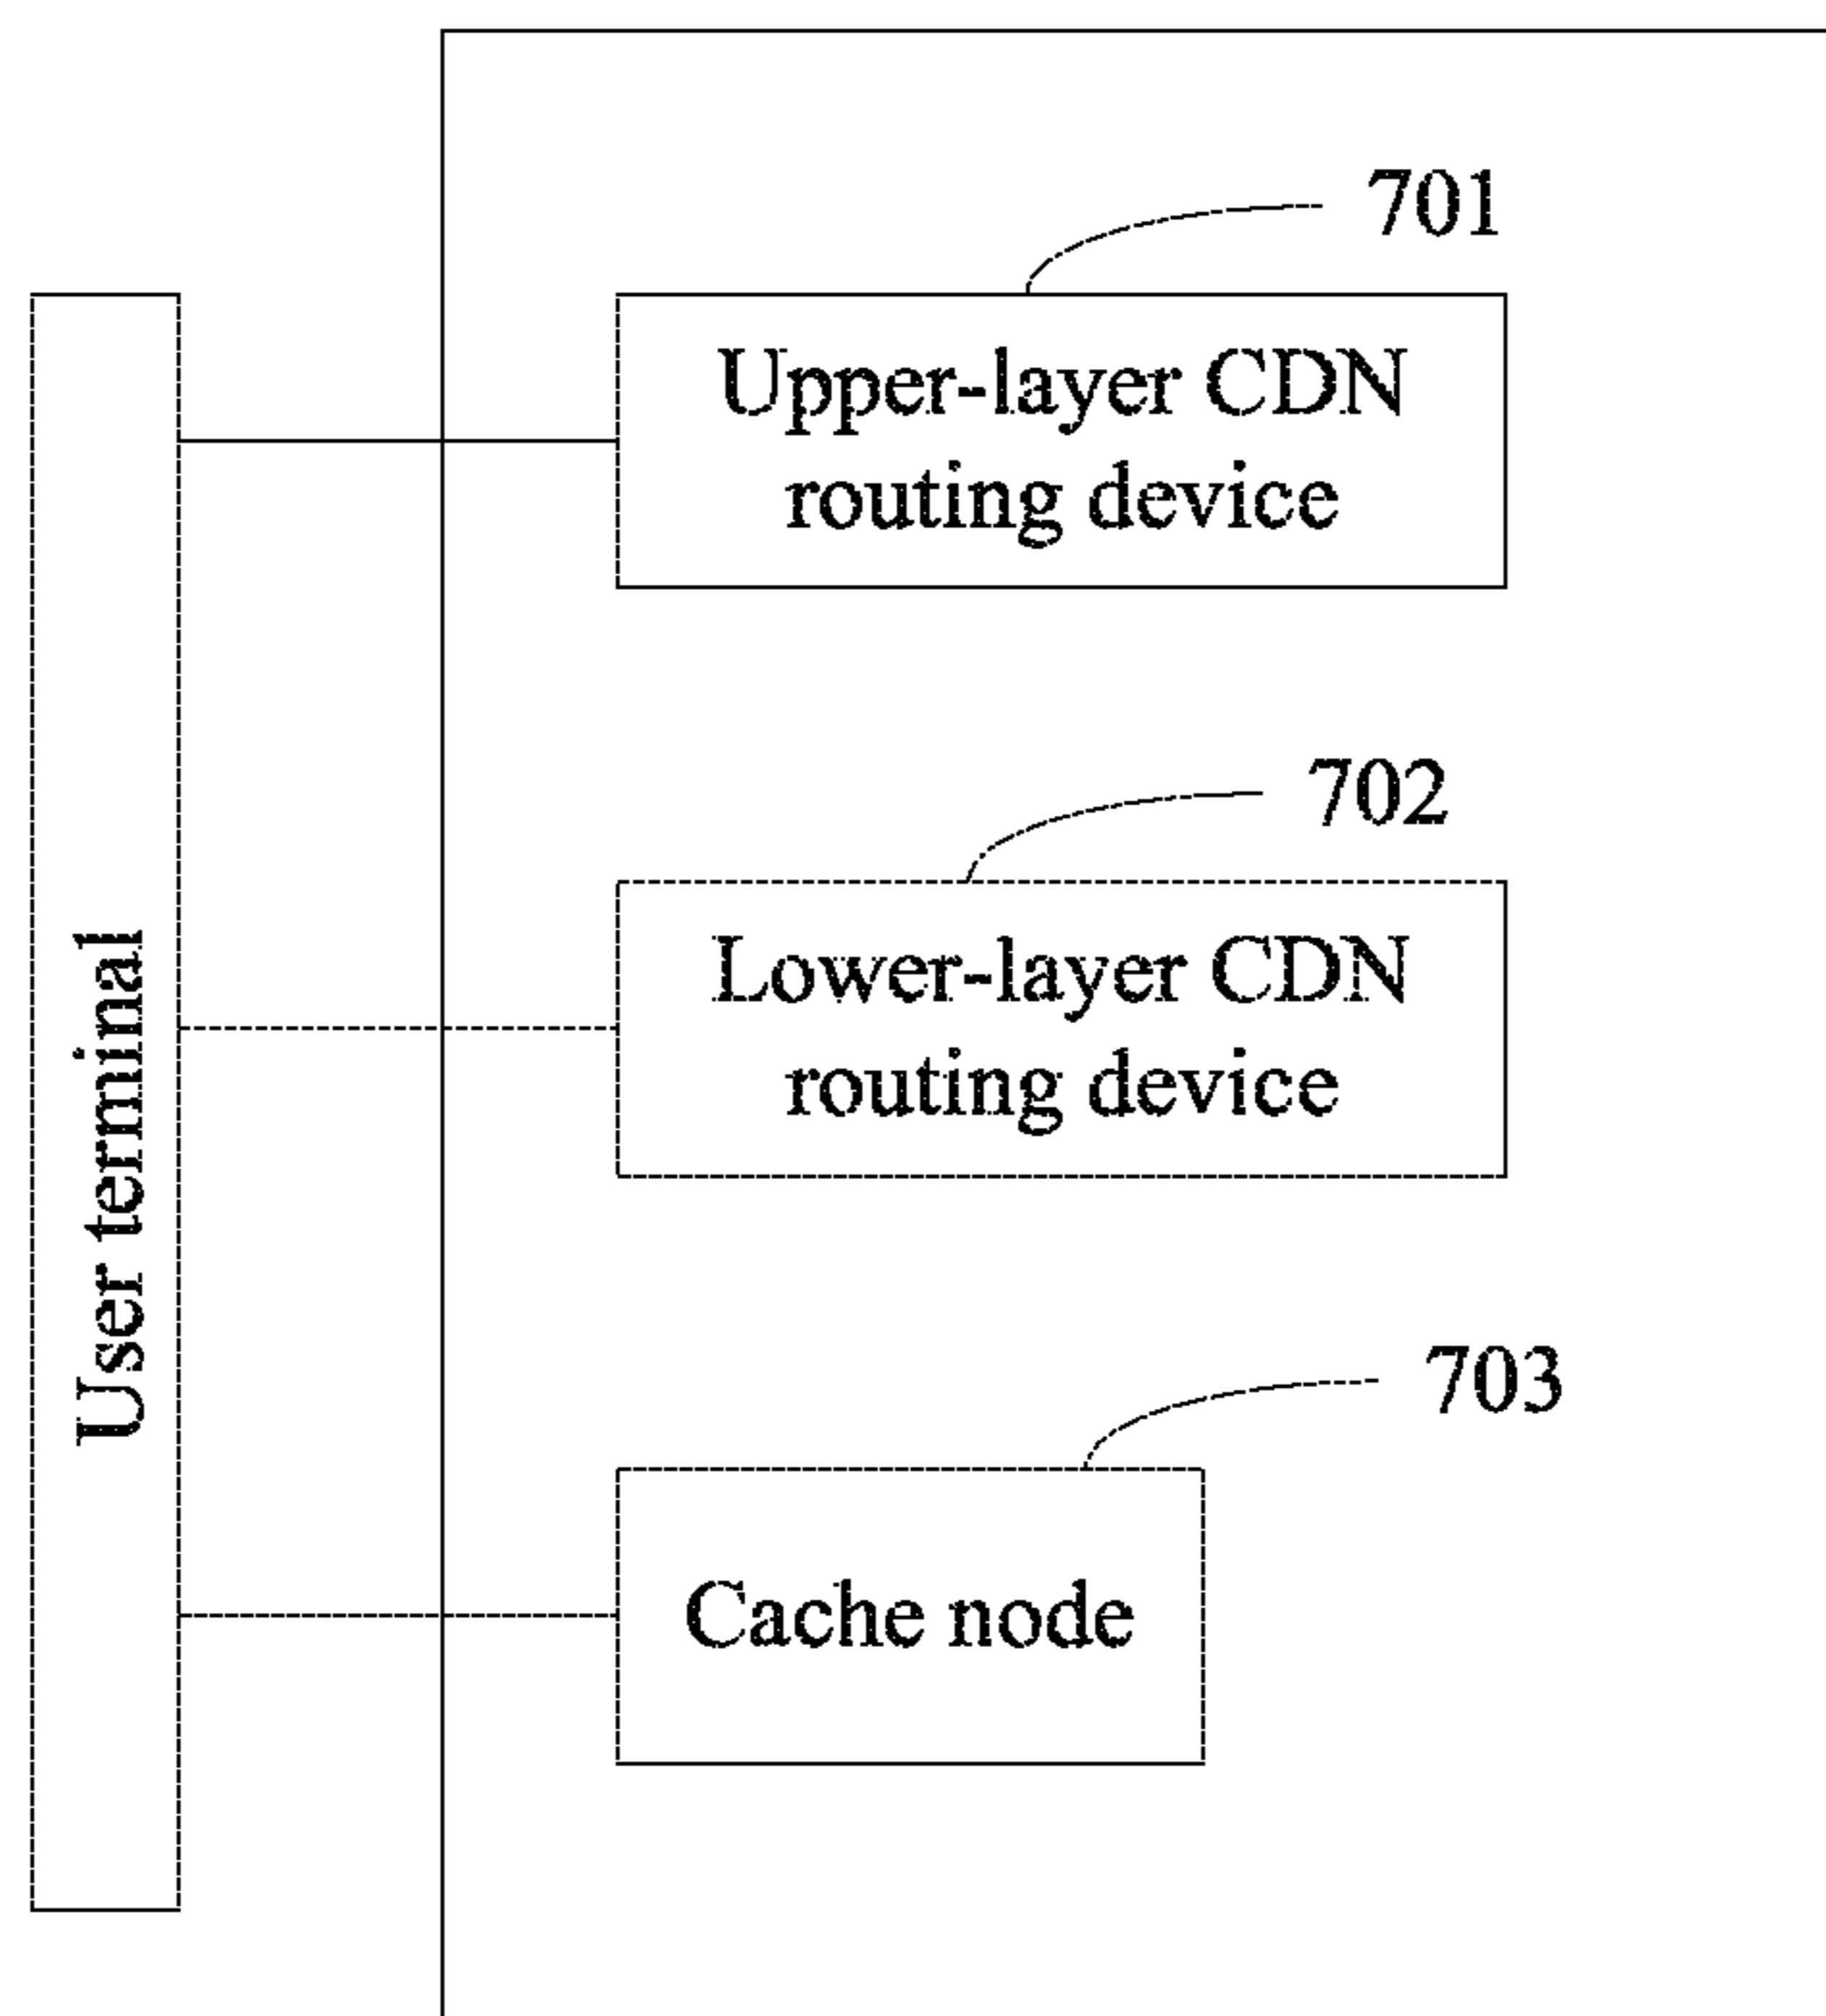 701
Upper-layer CDN
routing device
702
Lower-layer CDN
routing device
User terminal
703
Cache node